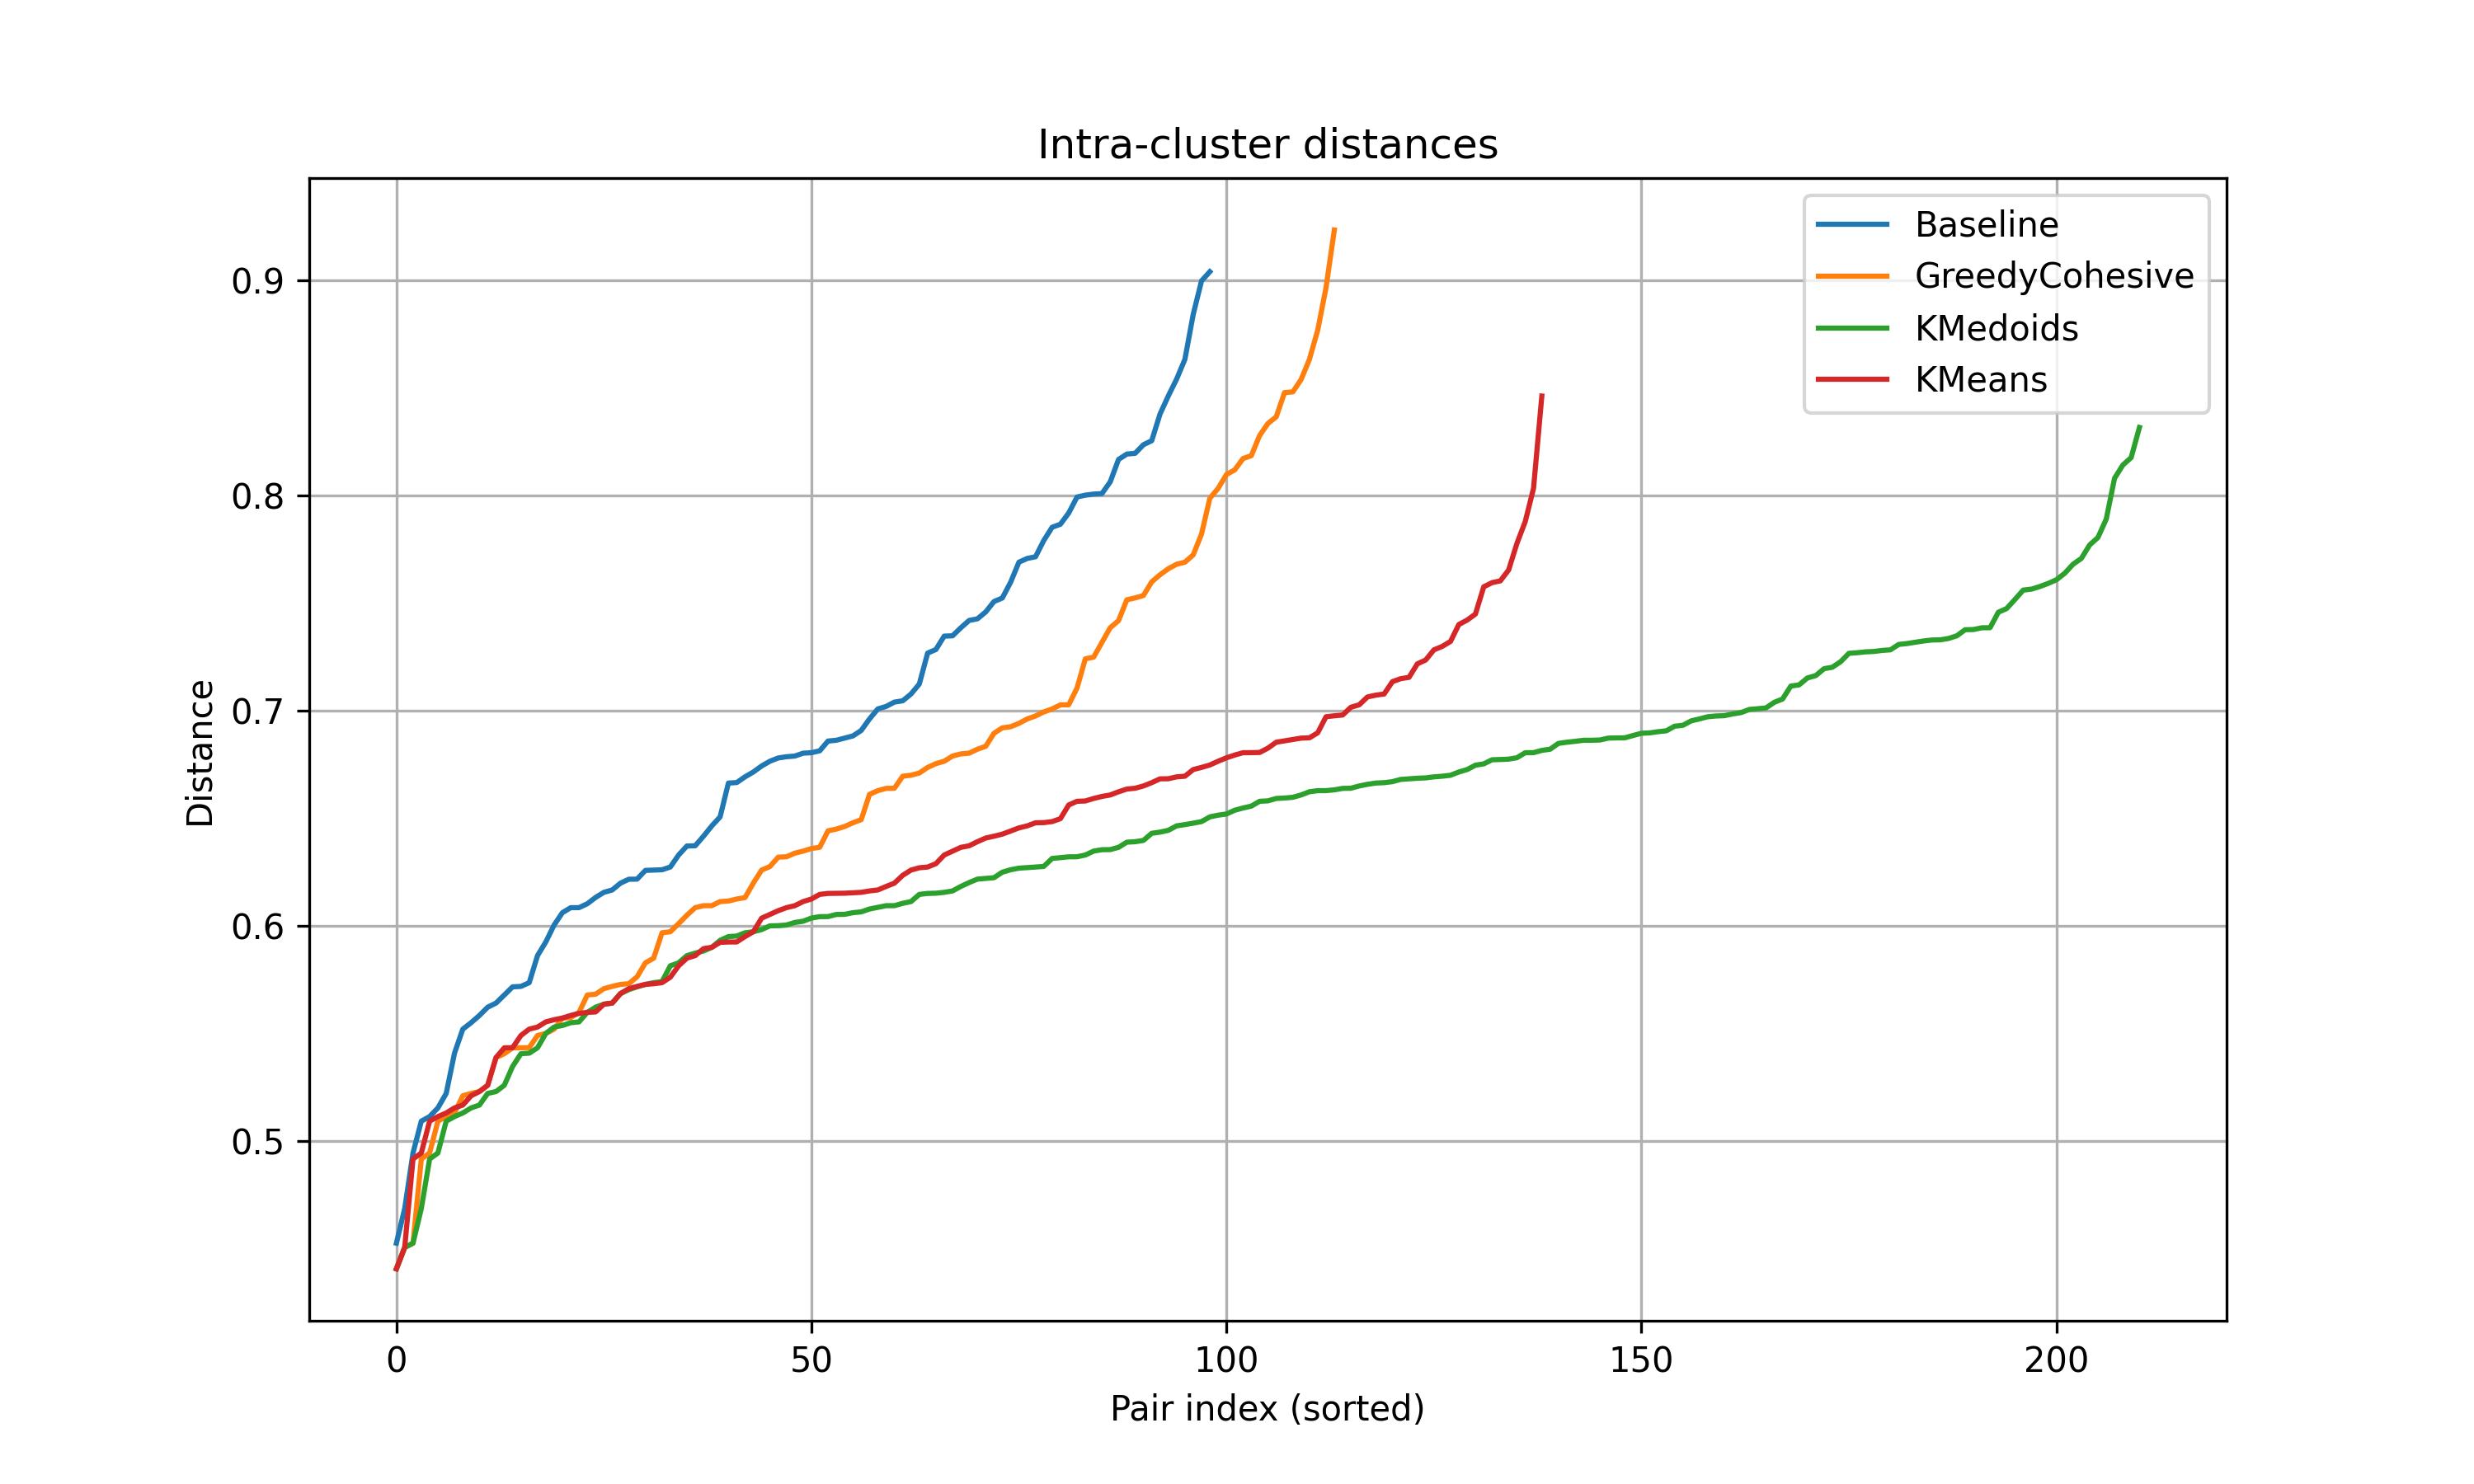 Intra-cluster distances
Baseline
GreedyCohesive
KMedoids
KMeans
0.9
0.8
0.7
0.6
0.5
Distance
0
50
100
150
200
Pair index (sorted)